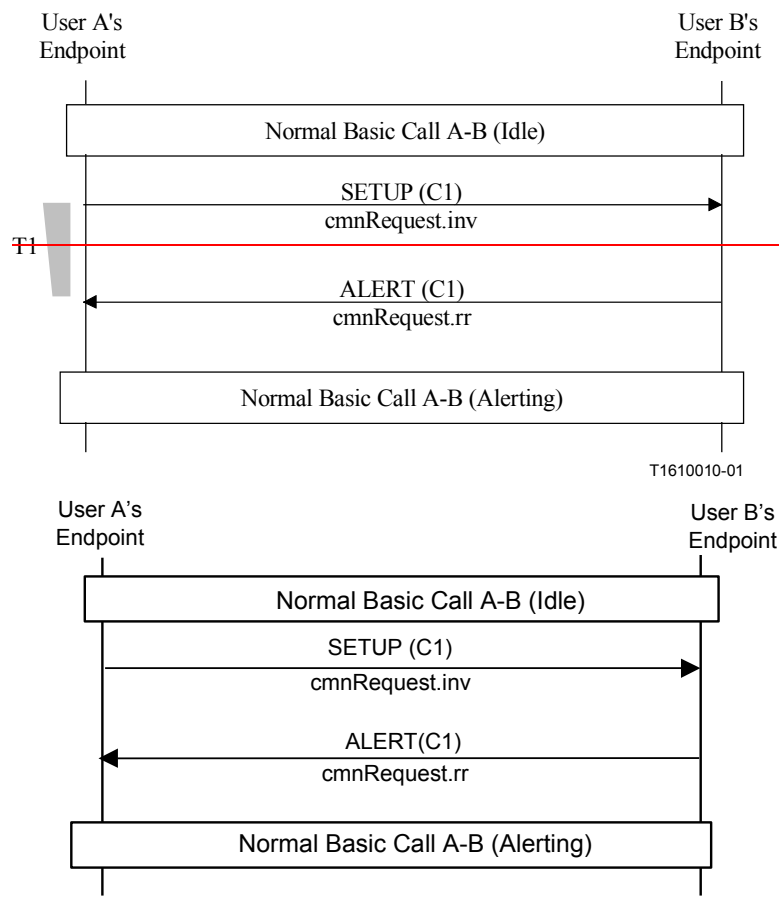 User A's
Endpoint
User B's
Endpoint
Normal Basic Call A-B (Idle)
SETUP (C1)
cmnRequest.inv
T1
ALERT (C1)
cmnRequest.rr
Normal Basic Call A-B (Alerting)
T1610010-01
User A’s
Endpoint
User B’s
Endpoint
Normal Basic Call A-B (Idle)
SETUP (C1)
cmnRequest.inv
ALERT(C1)
cmnRequest.rr
Normal Basic Call A-B (Alerting)